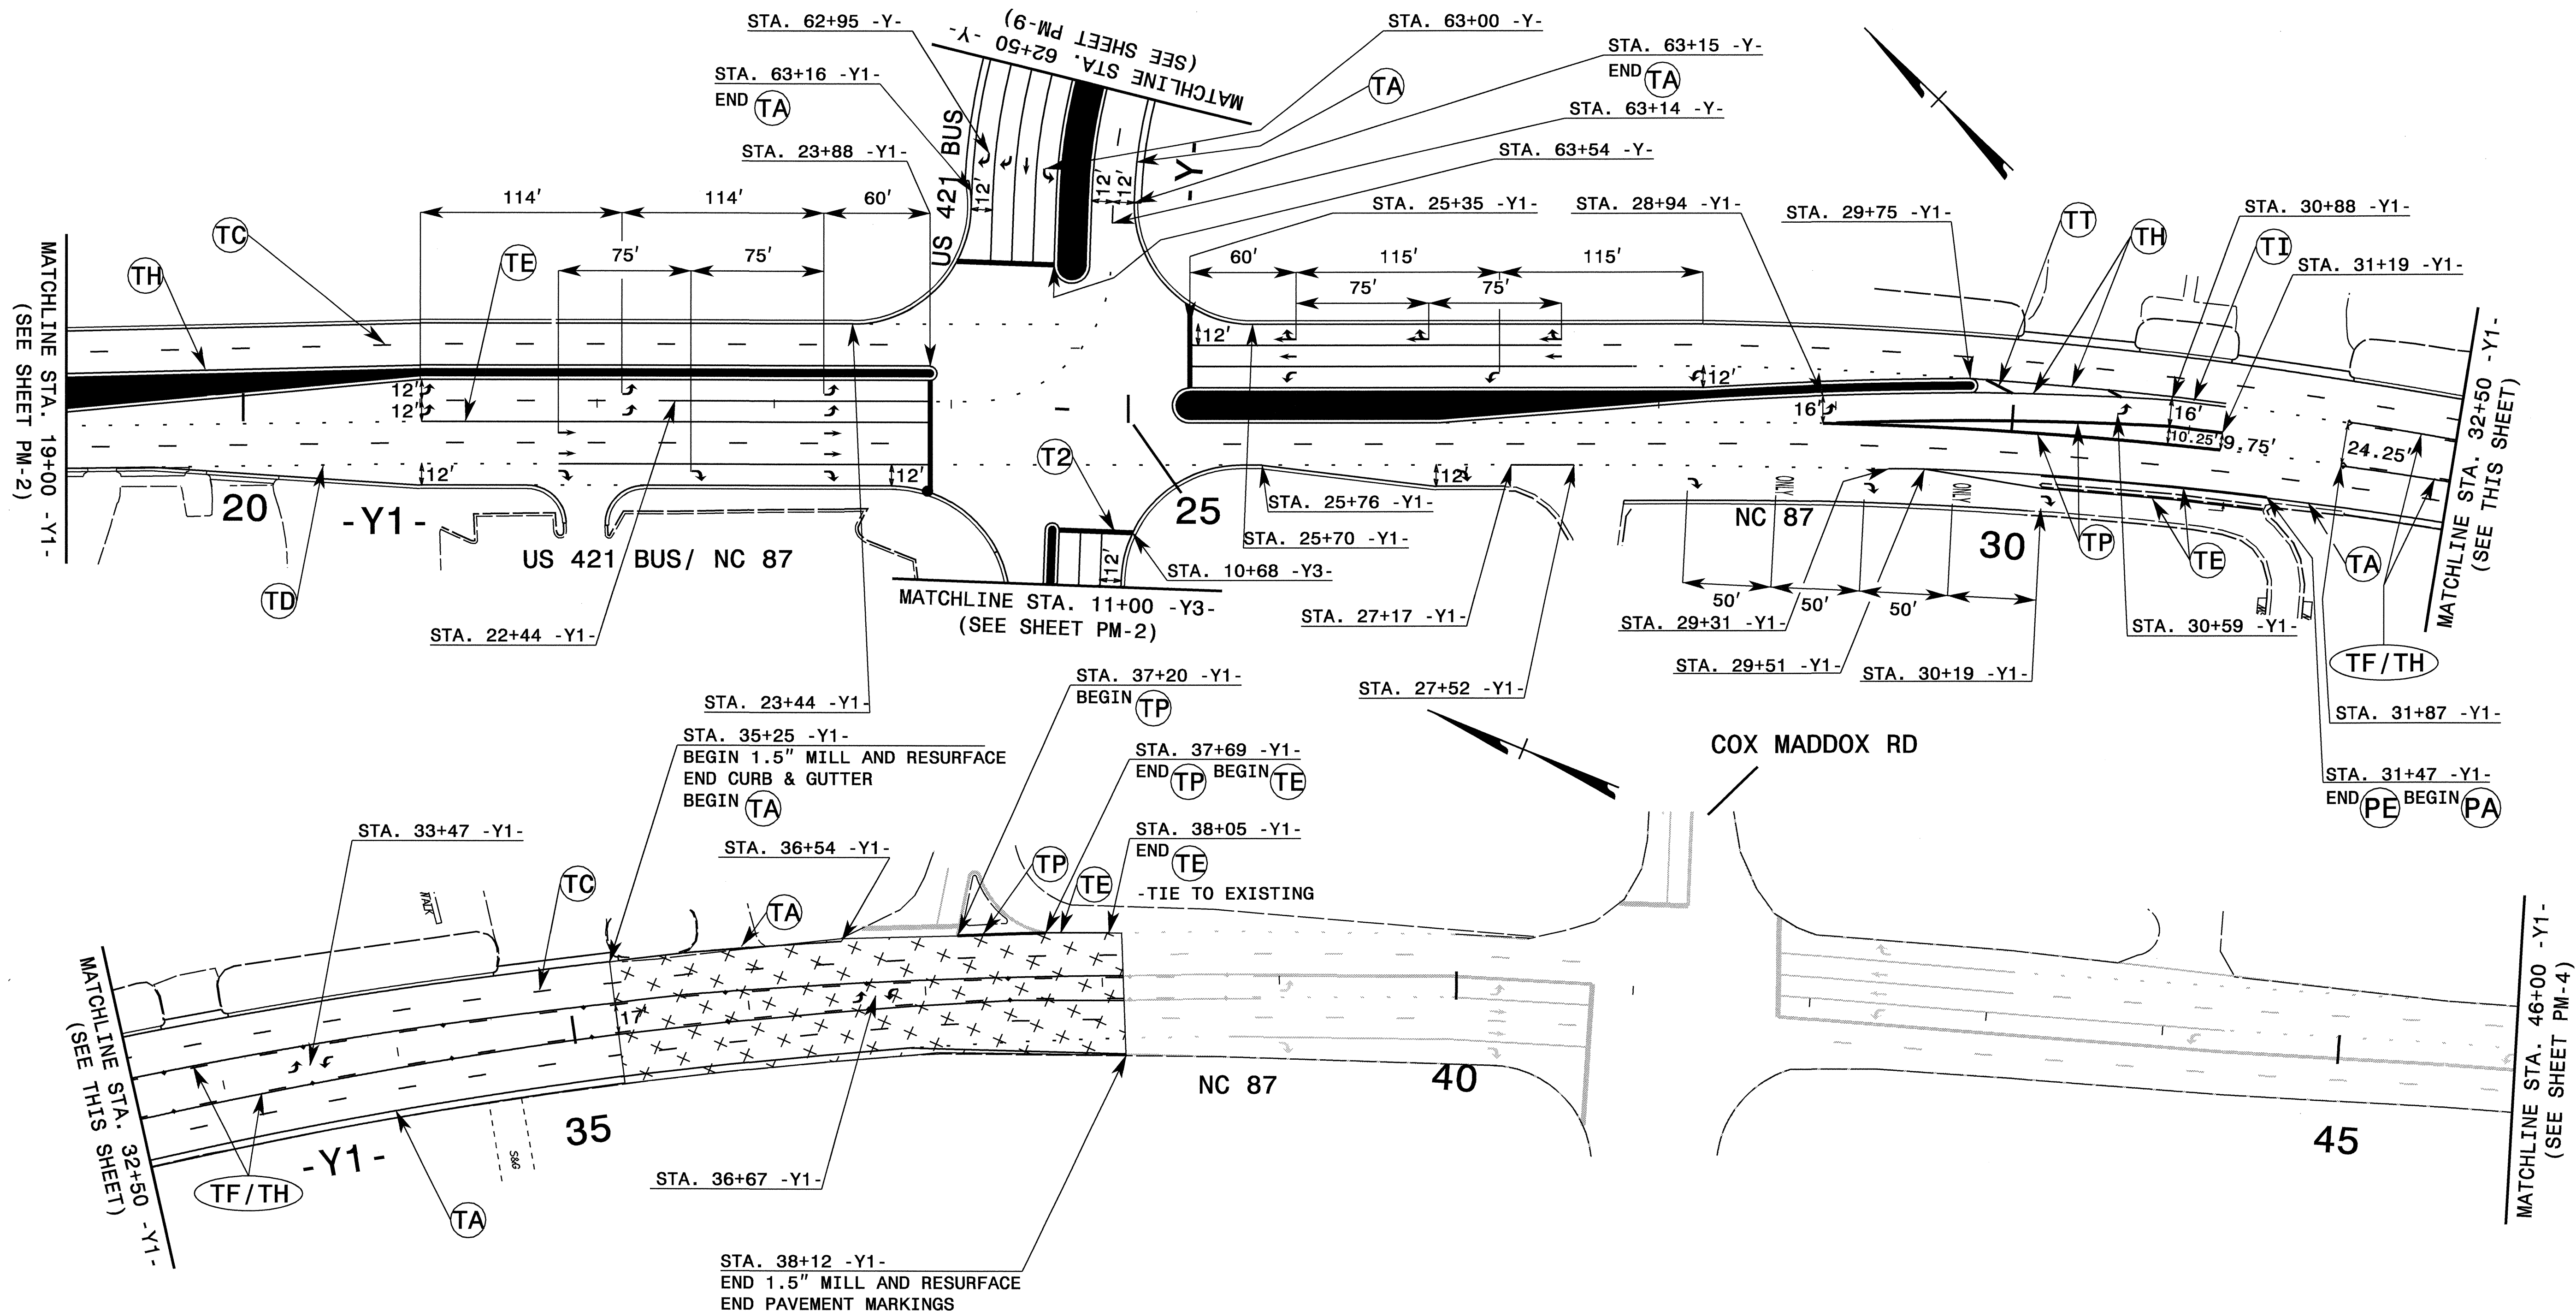 STA. 62+95 -Y-
STA. 63+16 -Y1-
END TA
STA. 23+88 -Y1-
MATCHLINE STA. 62+50 -Y-
(SEE SHEET PM-9)
STA. 63+00 -Y-
TA
STA. 63+15 -Y-
END TA
STA. 63+14 -Y-
STA. 63+54 -Y-
US 421 BUS
-Y-
12'
12'
12'
114'
114'
60'
75'
75'
TC
TH
TE
MATCHLINE STA. 19+00 -Y1-
(SEE SHEET PM-2)
12'
12'
12'
12'
20
-Y1-
US 421 BUS/ NC 87
TD
STA. 22+44 -Y1-
STA. 23+44 -Y1-
MATCHLINE STA. 11+00 -Y3-
(SEE SHEET PM-2)
T2
12'
25
STA. 10+68 -Y3-
STA. 25+35 -Y1-
STA. 28+94 -Y1-
STA. 29+75 -Y1-
TT
TH
STA. 30+88 -Y1-
TI
STA. 31+19 -Y1-
60'
115'
115'
75'
75'
12'
12'
16'
16'
10.25'
9.75'
24.25'
MATCHLINE STA. 32+50 -Y1-
(SEE THIS SHEET)
12'
STA. 25+76 -Y1-
STA. 25+70 -Y1-
STA. 27+17 -Y1-
STA. 27+52 -Y1-
ONLY
ONLY
NC 87
30
50'
50'
50'
STA. 29+31 -Y1-
STA. 29+51 -Y1-
STA. 30+19 -Y1-
TP
TE
TA
STA. 30+59 -Y1-
TF/TH
STA. 31+87 -Y1-
STA. 31+47 -Y1-
END PE BEGIN PA
STA. 37+20 -Y1-
BEGIN TP
STA. 35+25 -Y1-
BEGIN 1.5" MILL AND RESURFACE
END CURB & GUTTER
BEGIN TA
STA. 37+69 -Y1-
END TP BEGIN TE
STA. 38+05 -Y1-
END TE
-TIE TO EXISTING
COX MADDOX RD
STA. 33+47 -Y1-
STA. 36+54 -Y1-
TC
TA
TP
TE
WALK
17'
MATCHLINE STA. 32+50 -Y1-
(SEE THIS SHEET)
TF/TH
-Y1-
TA
S&G
35
STA. 36+67 -Y1-
STA. 38+12 -Y1-
END 1.5" MILL AND RESURFACE
END PAVEMENT MARKINGS
NC 87
40
45
MATCHLINE STA. 46+00 -Y1-
(SEE SHEET PM-4)